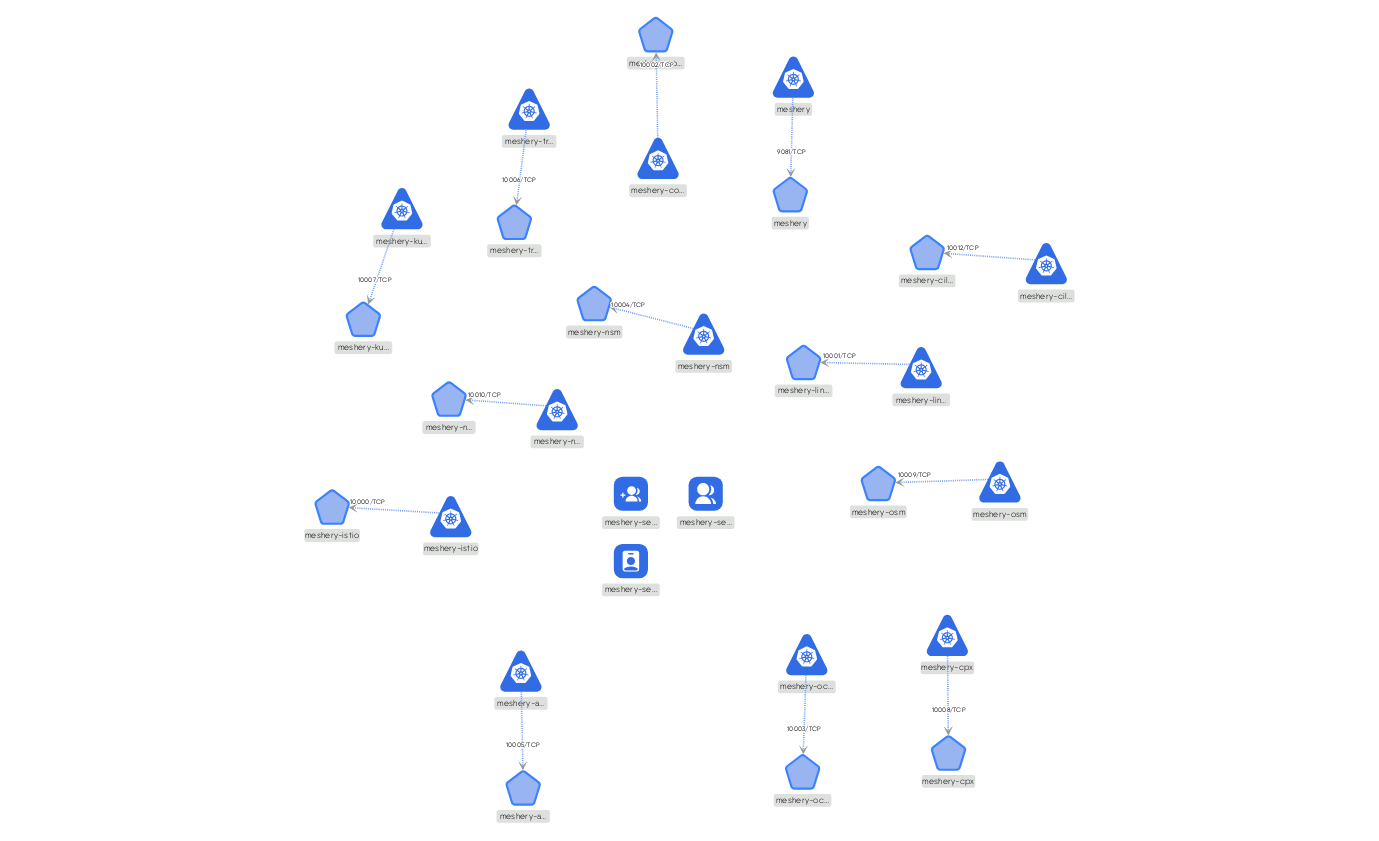 10002/TCP
meshery
meshery-tr...
9081/TCP
10006/TCP
meshery-co...
meshery
meshery-ku...
meshery-tr...
10012/TCP
10007/TCP
meshery-cil...
meshery-cil...
10004/TCP
meshery-nsm
meshery-ku...
10001/TCP
meshery-nsm
meshery-lin...
10010/TCP
meshery-lin...
meshery-n...
meshery-n...
10009/TCP
10000/TCP
meshery-osm
meshery-osm
meshery-se...
meshery-se...
meshery-istio
meshery-istio
meshery-se...
meshery-cpx
meshery-oc...
meshery-a...
10008/TCP
10003/TCP
10005/TCP
meshery-cpx
meshery-oc...
meshery-a...